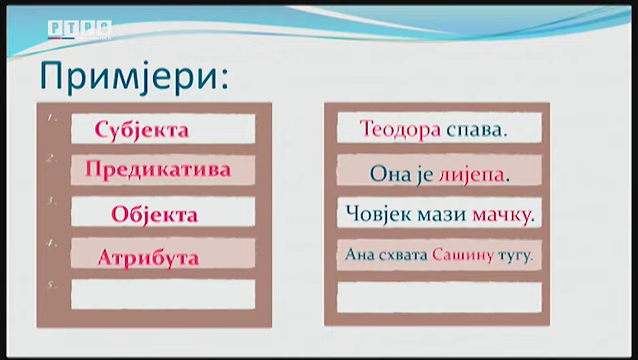 РТРС
Примјери:
1.
Субјекта
2.
Предикатива
3.
Објекта
4.
Атрибута
5.
Теодора спава.
Она је лијепа.
Човјек мази мачку.
Ана схвата Сашину тугу.